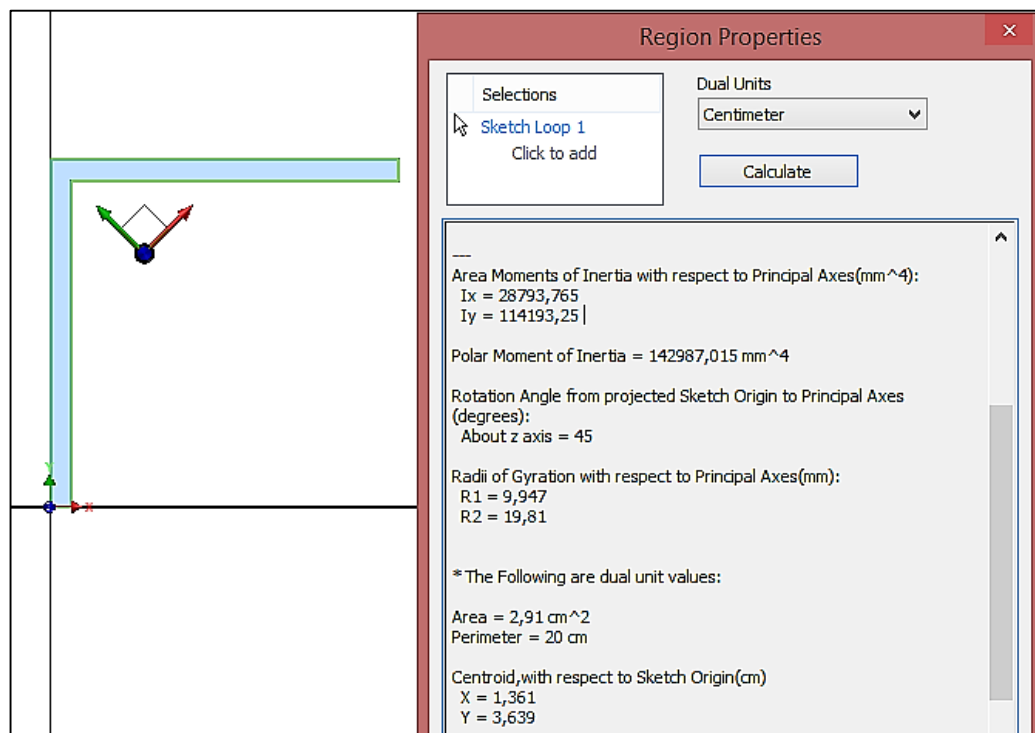 Region Properties
Selections
Sketch Loop 1
Click to add
Dual Units
Centimeter
Calculate
---
Area Moments of Inertia with respect to Principal Axes(mm^4):
Ix = 28793,765
Iy = 114193,25
Polar Moment of Inertia = 142987,015 mm^4
Rotation Angle from projected Sketch Origin to Principal Axes
(degrees):
About z axis = 45
Radii of Gyration with respect to Principal Axes(mm):
R1 = 9,947
R2 = 19,81
*The Following are dual unit values:
Area = 2,91 cm^2
Perimeter = 20 cm
Centroid,with respect to Sketch Origin(cm)
X = 1,361
Y = 3,639
Y
X